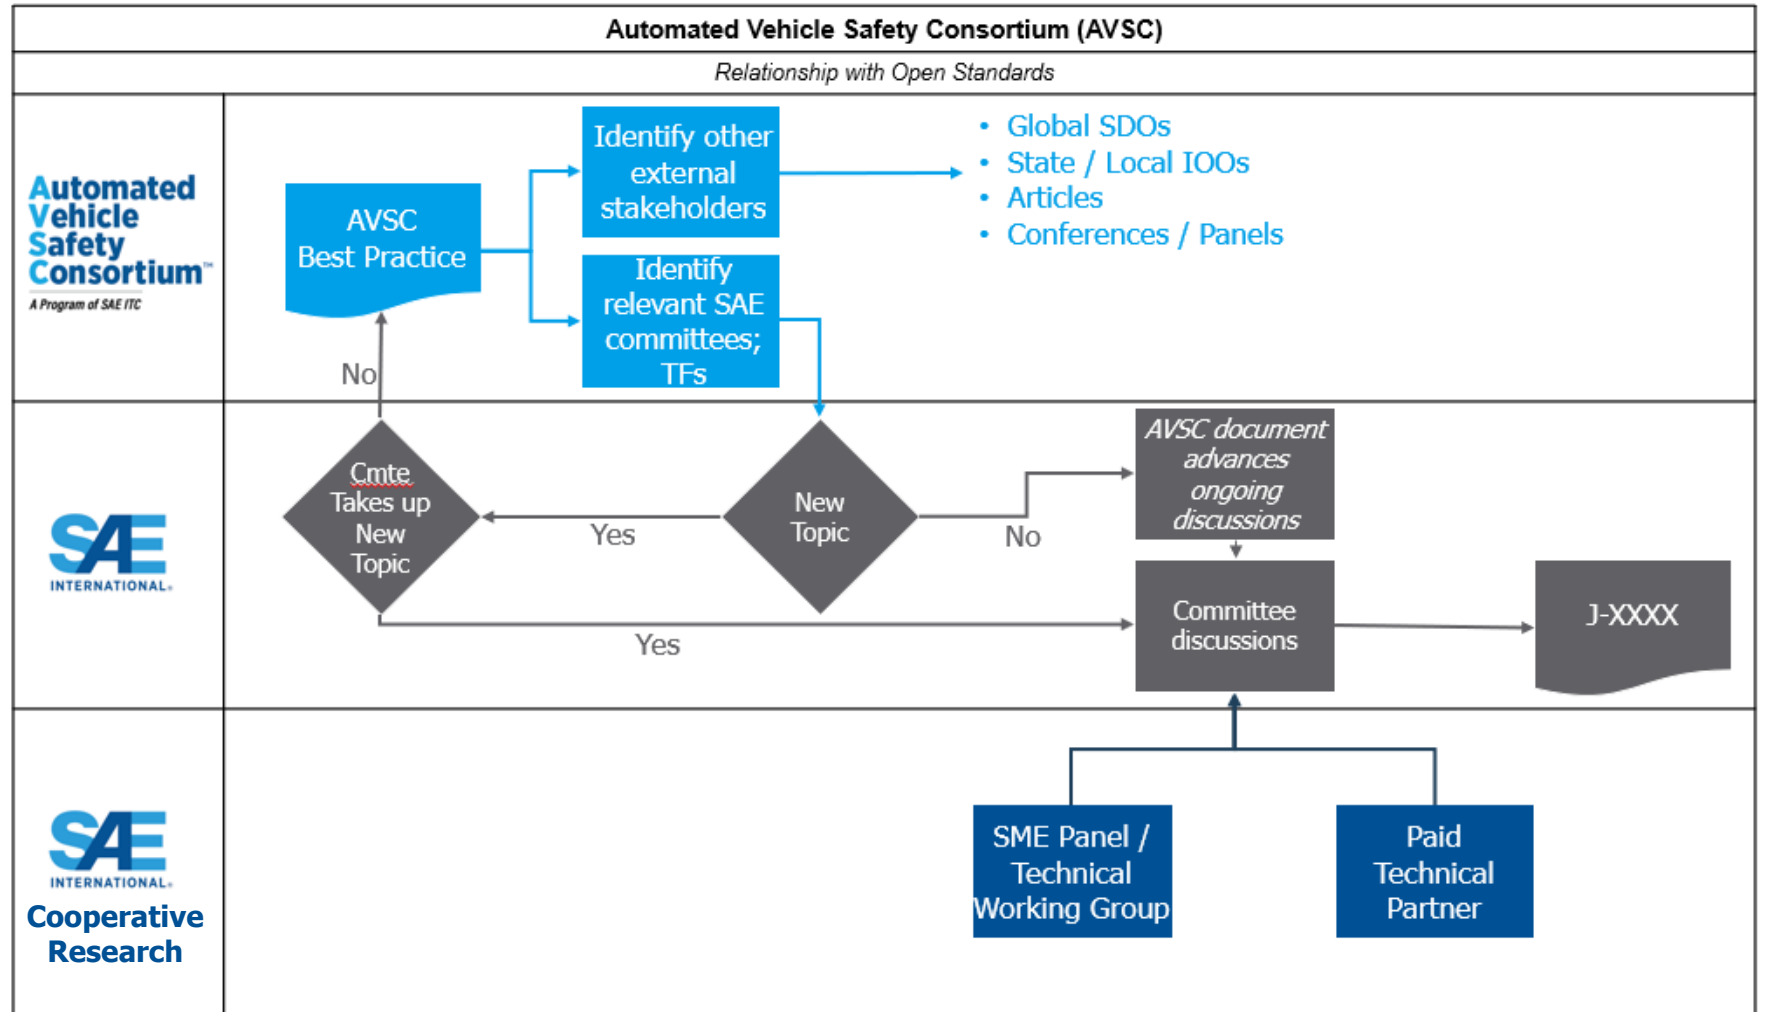 Automated Vehicle Safety Consortium (AVSC)
Relationship with Open Standards
Automated
Vehicle
Safety
Consortium™
A Program of SAE ITC
AVSC
Best Practice
Identify other
external
stakeholders
• Global SDOs
• State / Local IOOs
• Articles
• Conferences / Panels
Identify
relevant SAE
committees;
TFs
No
SAE
INTERNATIONAL®
Cmte
Takes up
New
Topic
Yes
New
Topic
No
AVSC document
advances
ongoing
discussions
Yes
Committee
discussions
J-XXXX
SAE
INTERNATIONAL®
Cooperative
Research
SME Panel /
Technical
Working Group
Paid
Technical
Partner